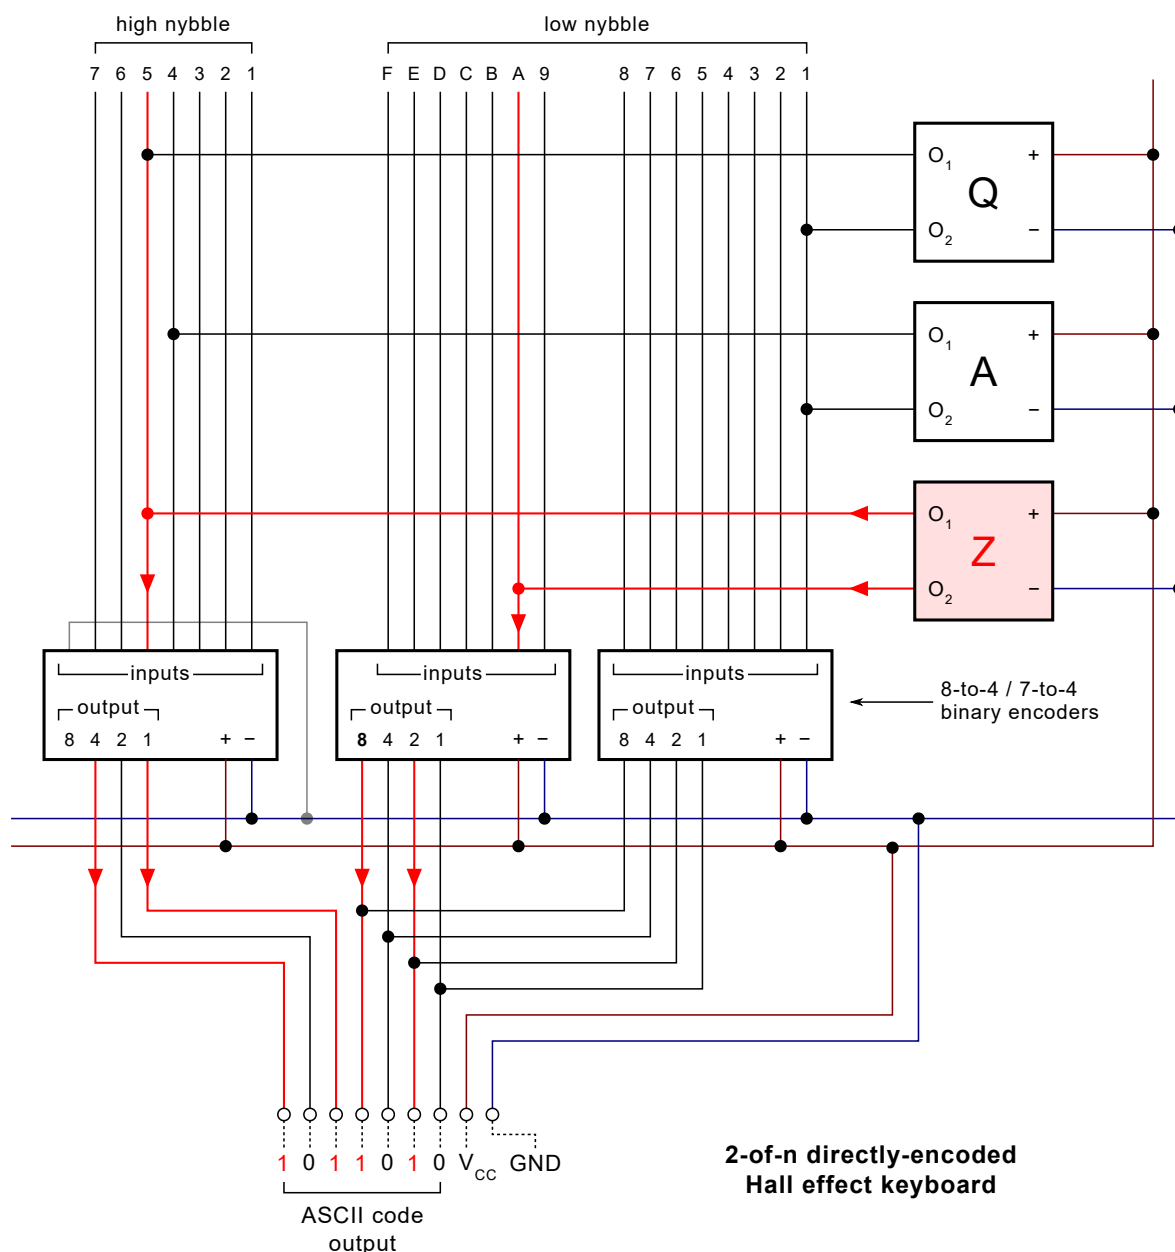 high nybble
low nybble
7 6 5 4 3 2 1
F E D C B A 9
8 7 6 5 4 3 2 1
O1 +
Q
O2 −
O1 +
A
O2 −
O1 +
Z
O2 −
inputs
inputs
inputs
output
output
output
8 4 2 1 + −
8 4 2 1 + −
8 4 2 1 + −
8-to-4 / 7-to-4
binary encoders
1 0 1 1 0 1 0 VCC GND
ASCII code
output
2-of-n directly-encoded
Hall effect keyboard